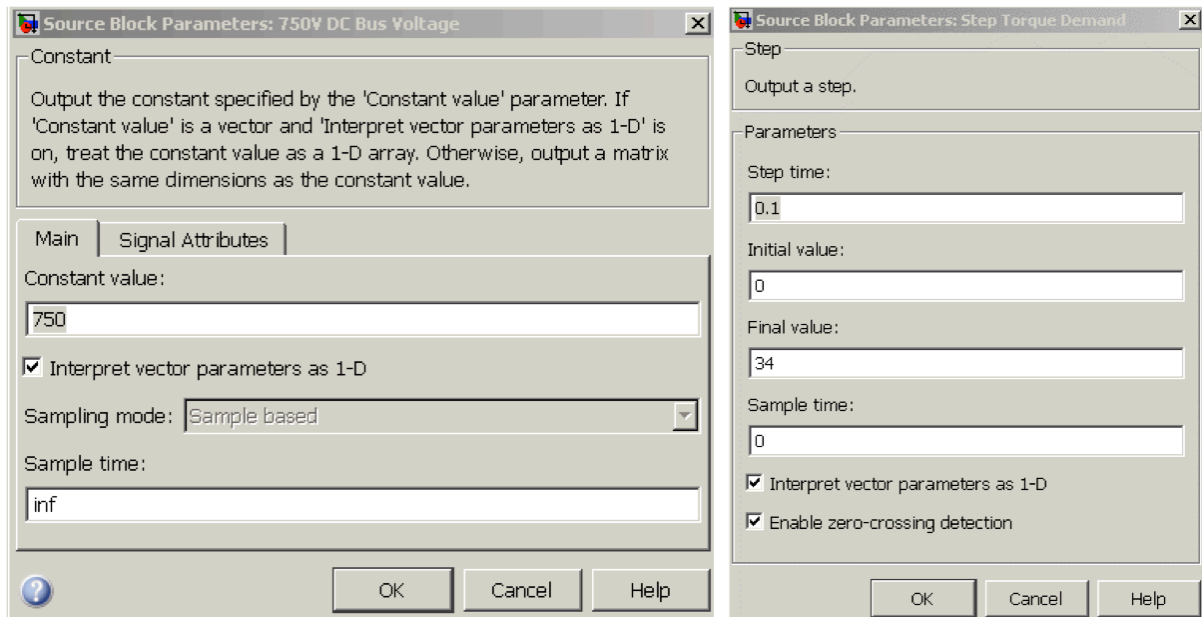 Source Block Parameters: 750V DC Bus Voltage
Constant
Output the constant specified by the 'Constant value' parameter. If
'Constant value' is a vector and 'Interpret vector parameters as 1-D' is
on, treat the constant value as a 1-D array. Otherwise, output a matrix
with the same dimensions as the constant value.
Main
Signal Attributes
Constant value:
750
Interpret vector parameters as 1-D
Sampling mode: Sample based
Sample time:
inf
OK
Cancel
Help
Source Block Parameters: Step Torque Demand
Step
Output a step.
Parameters
Step time:
0.1
Initial value:
0
Final value:
34
Sample time:
0
Interpret vector parameters as 1-D
Enable zero-crossing detection
OK
Cancel
Help